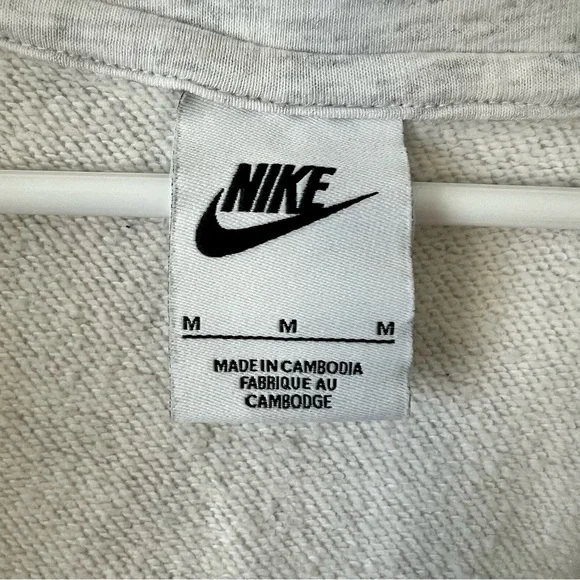 NIKE
M M M
MADE IN CAMBODIA
FABRIQUE AU
CAMBODGE